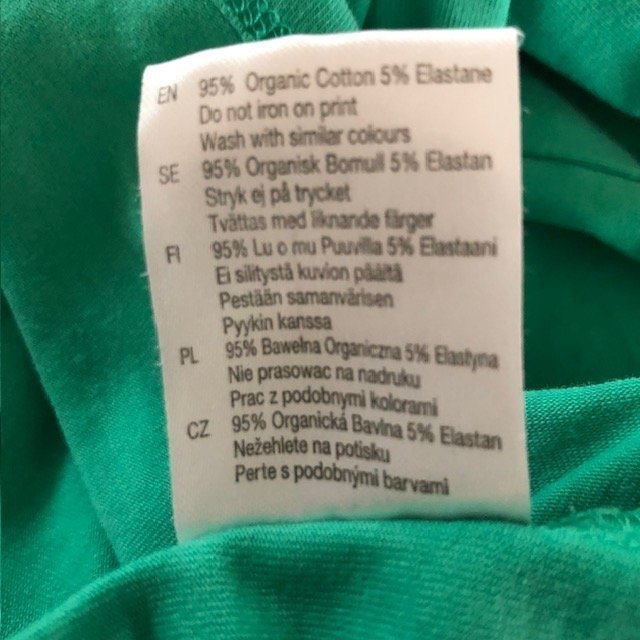 EN 95% Organic Cotton 5% Elastane
Do not iron on print
Wash with similar colours
SE 95% Organisk Bomull 5% Elastan
Stryk ej på trycket
Tvättas med liknande färger
FI 95% Lu o mu Puuvilla 5% Elastaani
Ei silitystä kuvion päältä
Pestään samanvärisen
Pyykin kanssa
PL 95% Bawełna Organiczna 5% Elastyna
Nie prasowac na nadruku
Prac z podobnymi kolorami
CZ 95% Organická Bavlna 5% Elastan
Nežehlete na potisku
Perte s podobnými barvami